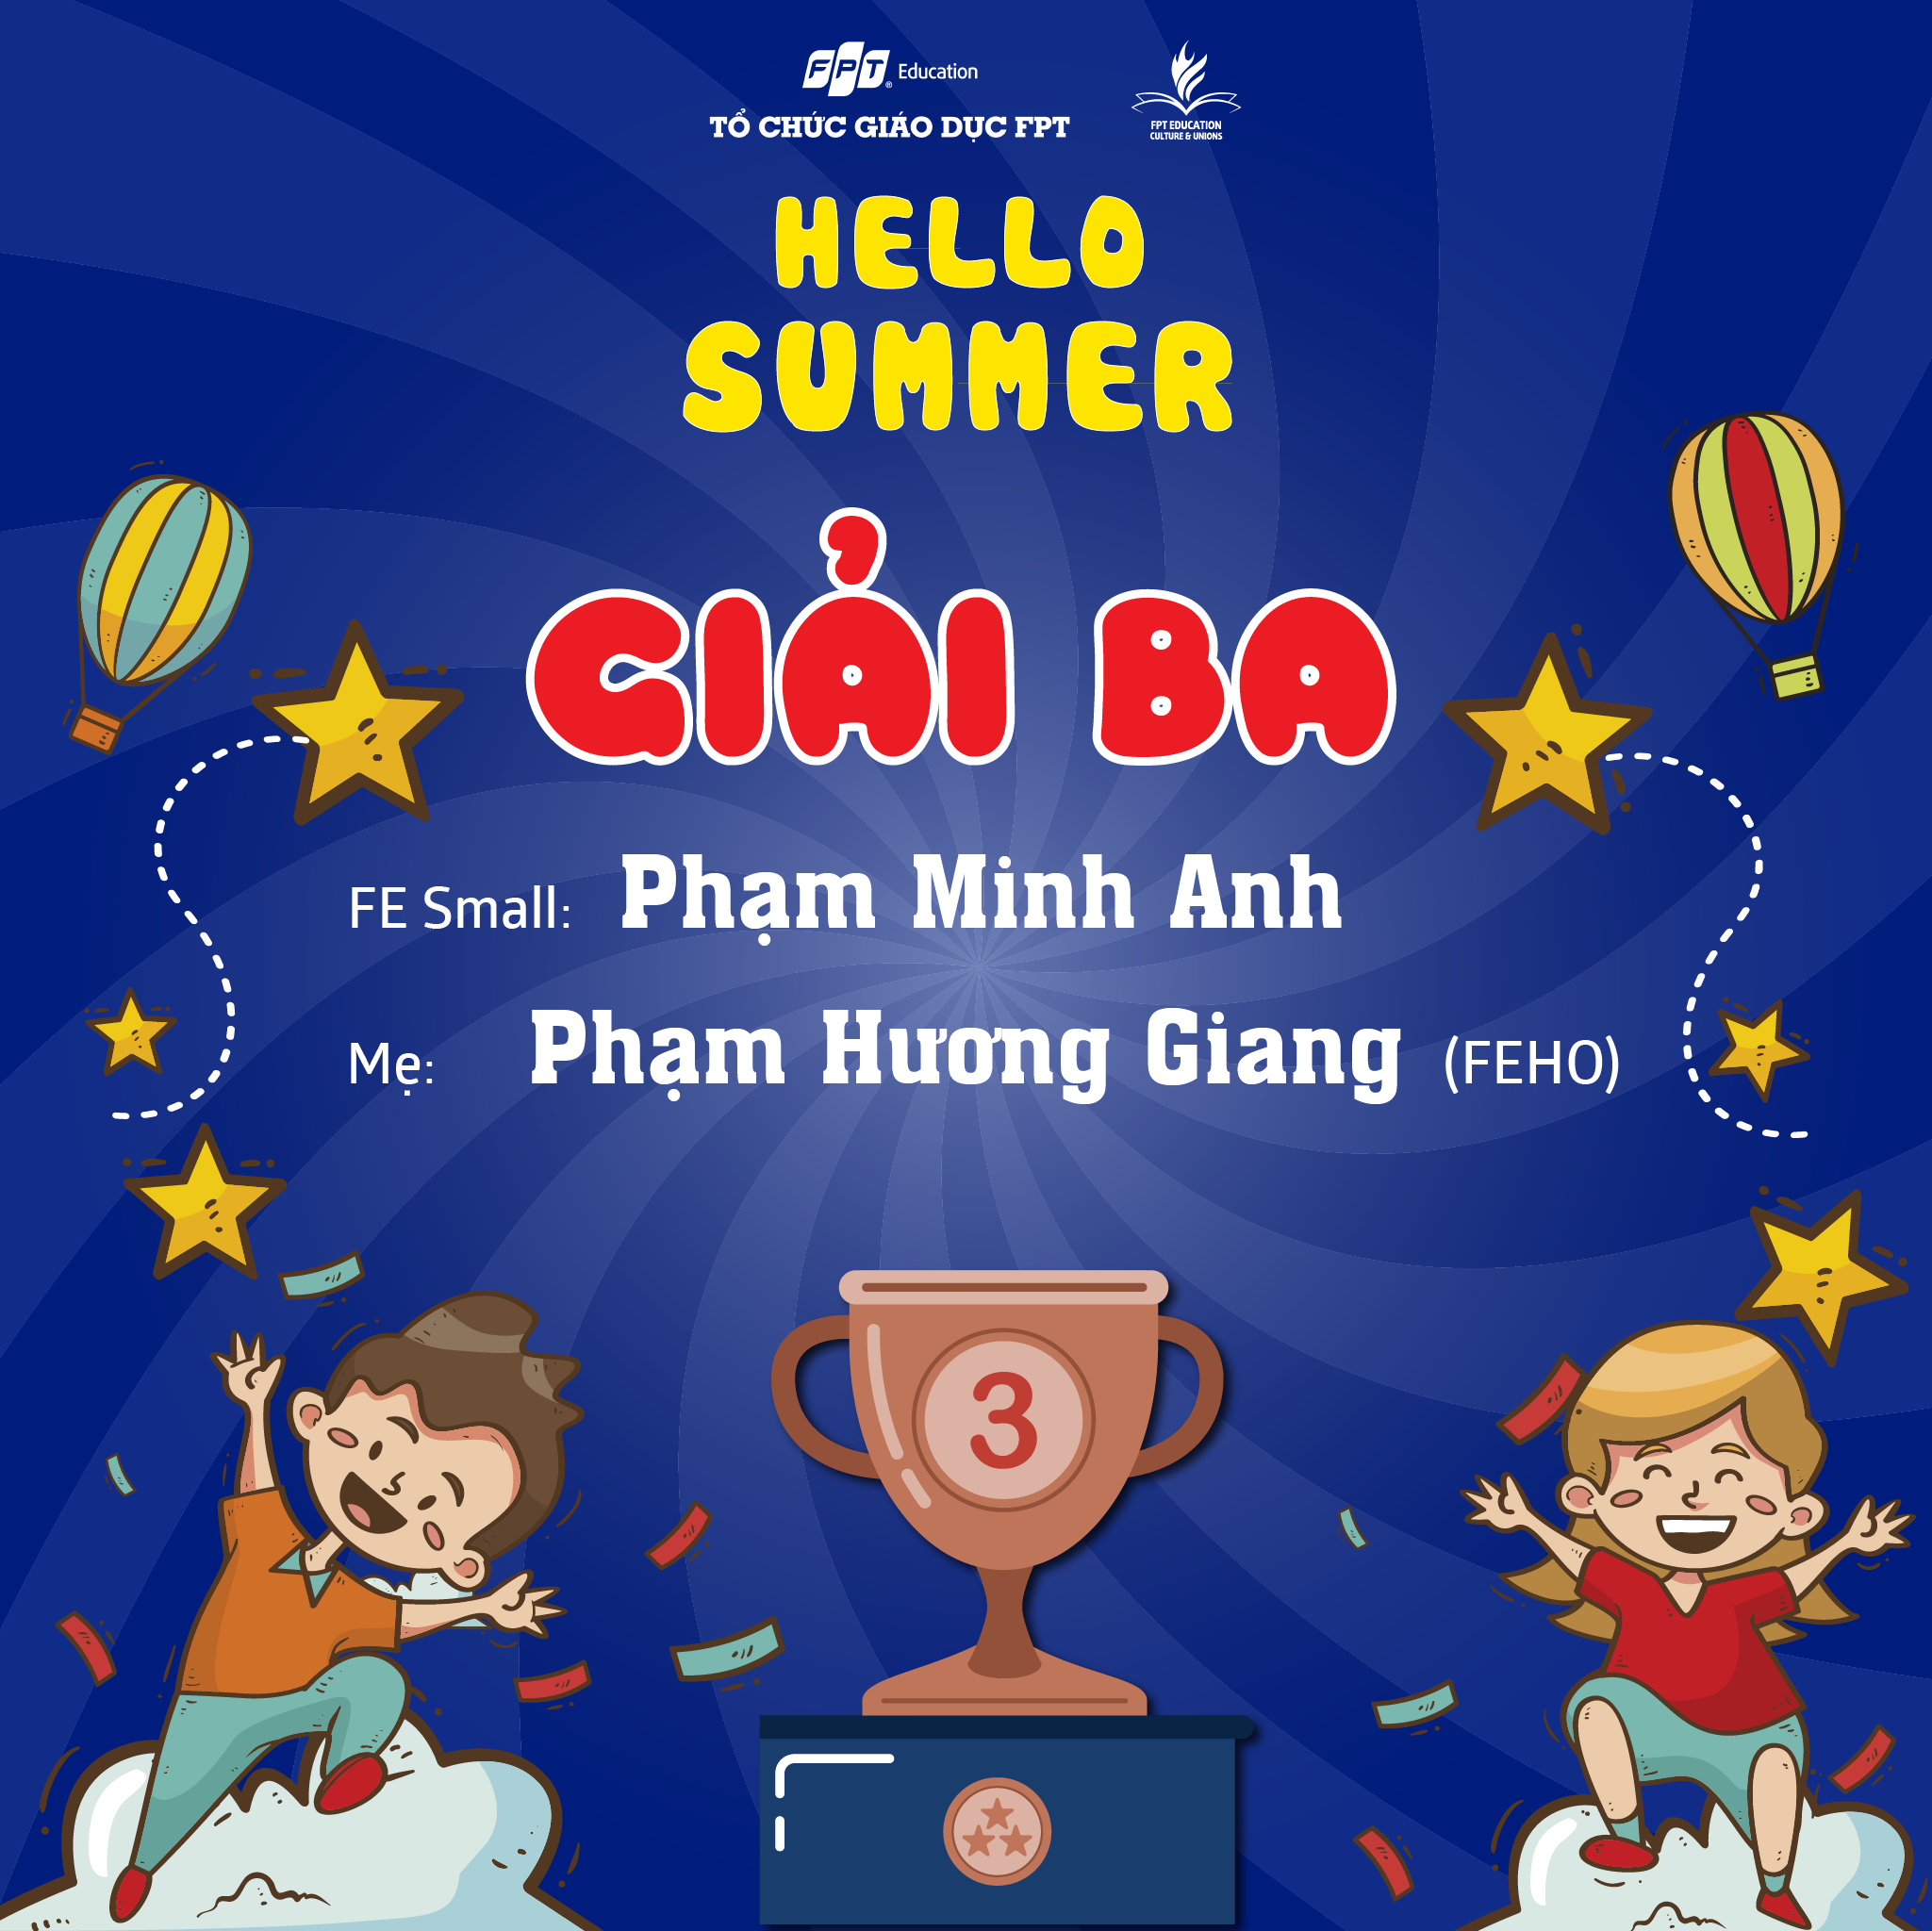 FPT® Education
TỔ CHỨC GIÁO DỤC FPT
FPT EDUCATION
CULTURE & UNIONS
HELLO
SUMMER
GIẢI BA
FE Small: Phạm Minh Anh
Mẹ: Phạm Hương Giang (FEHO)
3